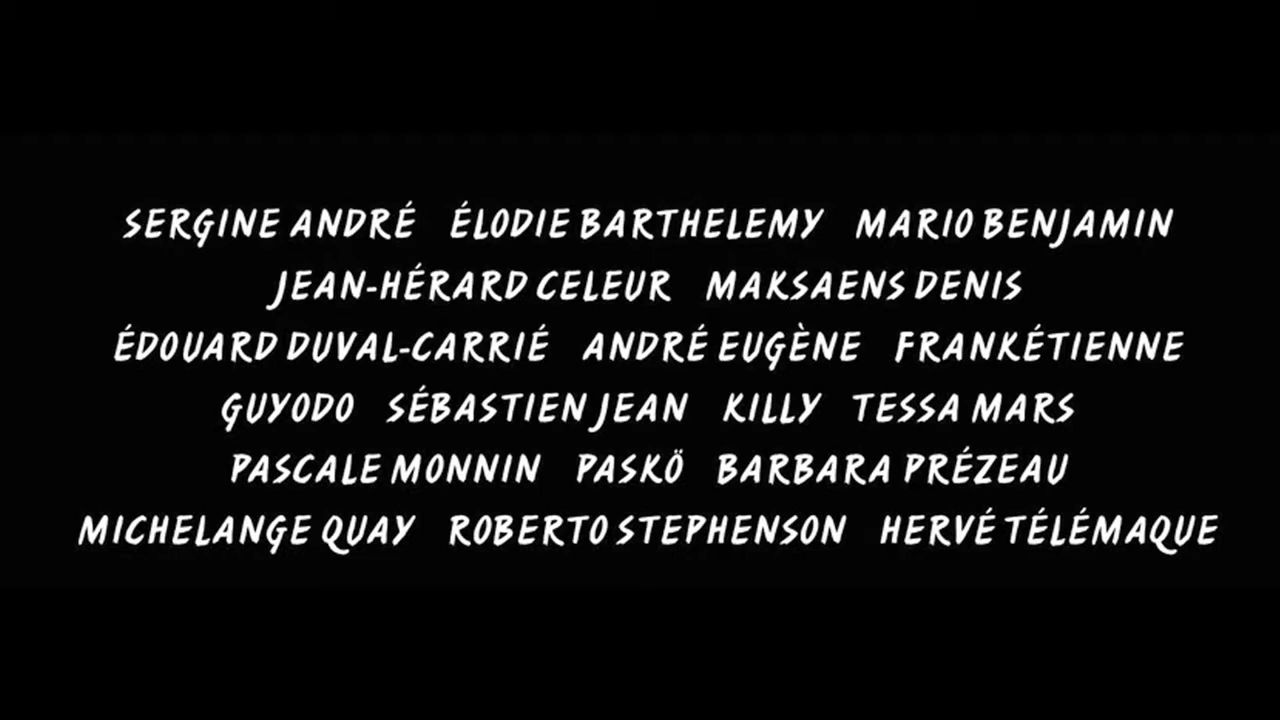 SERGINE ANDRÉ ÉLODIE BARTHELEMY MARIO BENJAMIN
JEAN-HÉRARD CELEUR MAKSAENS DENIS
ÉDOUARD DUVAL-CARRIÉ ANDRÉ EUGÈNE FRANKÉTIENNE
GUYODO SÉBASTIEN JEAN KILLY TESSA MARS
PASCALE MONNIN PASKÖ BARBARA PRÉZEAU
MICHELANGE QUAY ROBERTO STEPHENSON HERVÉ TÉLÉMAQUE